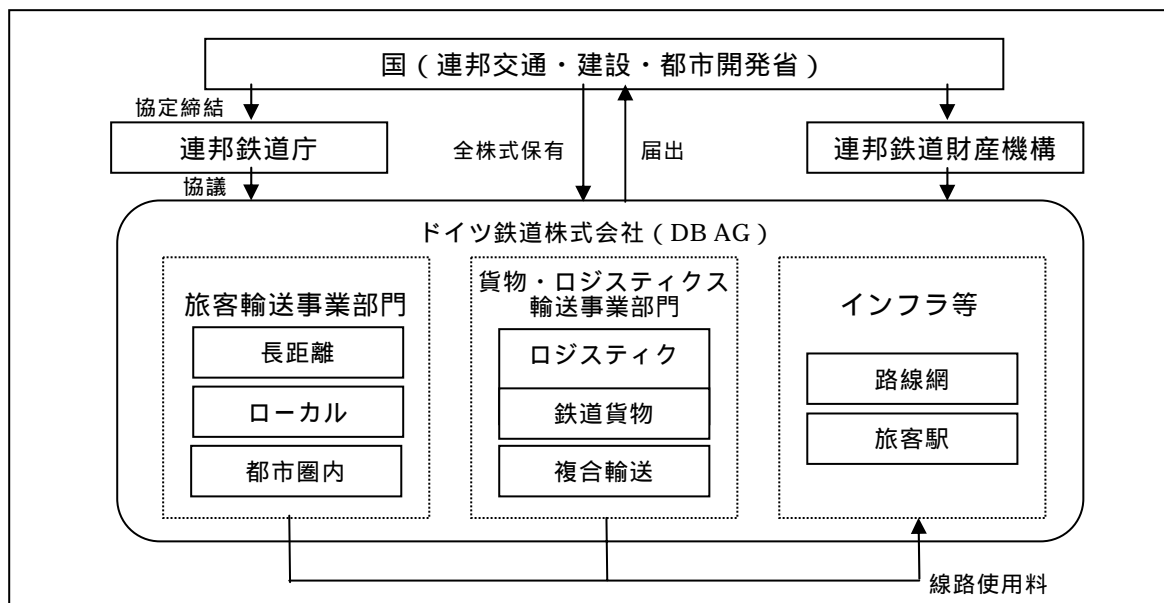 国（連邦交通・建設・都市開発省）
協定締結
連邦鉄道庁
全株式保有
届出
連邦鉄道財産機構
協議
ドイツ鉄道株式会社（DB AG）
旅客輸送事業部門
長距離
ローカル
都市圏内
貨物・ロジスティクス
輸送事業部門
ロジスティク
鉄道貨物
複合輸送
インフラ等
路線網
旅客駅
線路使用料